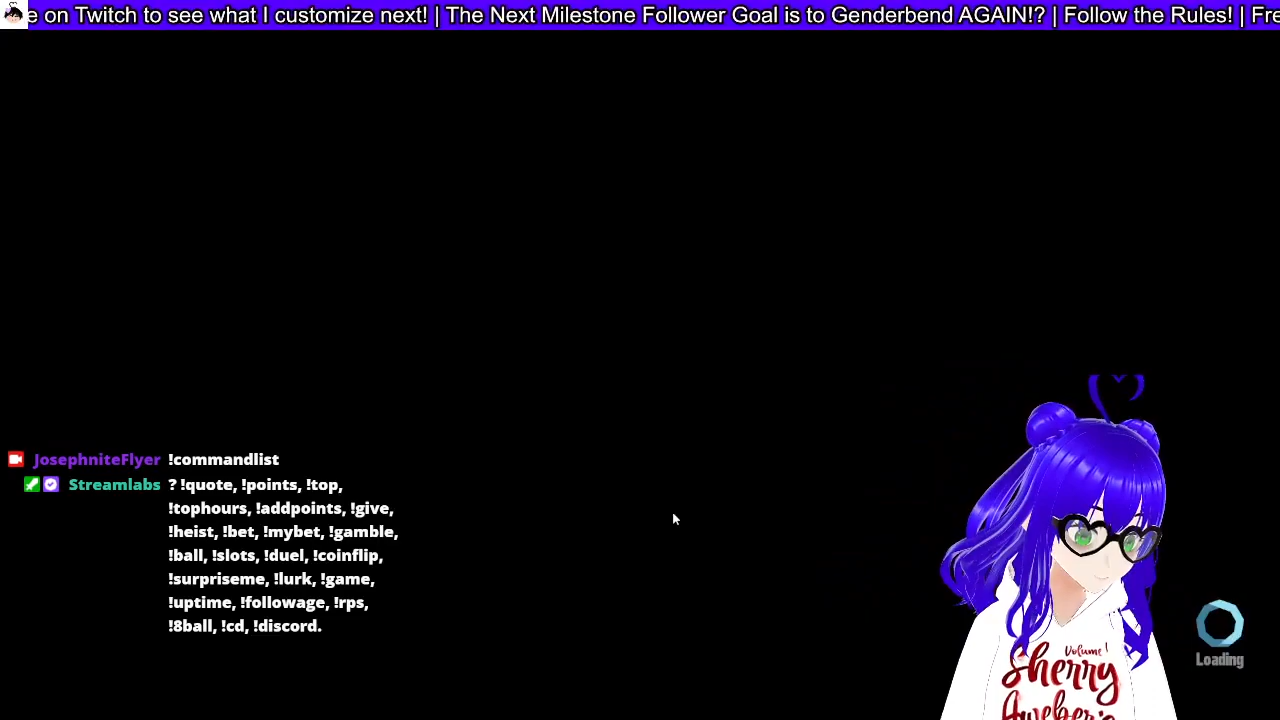 e on Twitch to see what I customize next! | The Next Milestone Follower Goal is to Genderbend AGAIN!? | Follow the Rules! | Fre
JosephniteFlyer !commandlist
Streamlabs ? !quote, !points, !top,
!tophours, !addpoints, !give,
!heist, !bet, !mybet, !gamble,
!ball, !slots, !duel, !coinflip,
!surpriseme, !lurk, !game,
!uptime, !followage, !rps,
!8ball, !cd, !discord.
Volume 1
Sherry
Aweber's
Loading